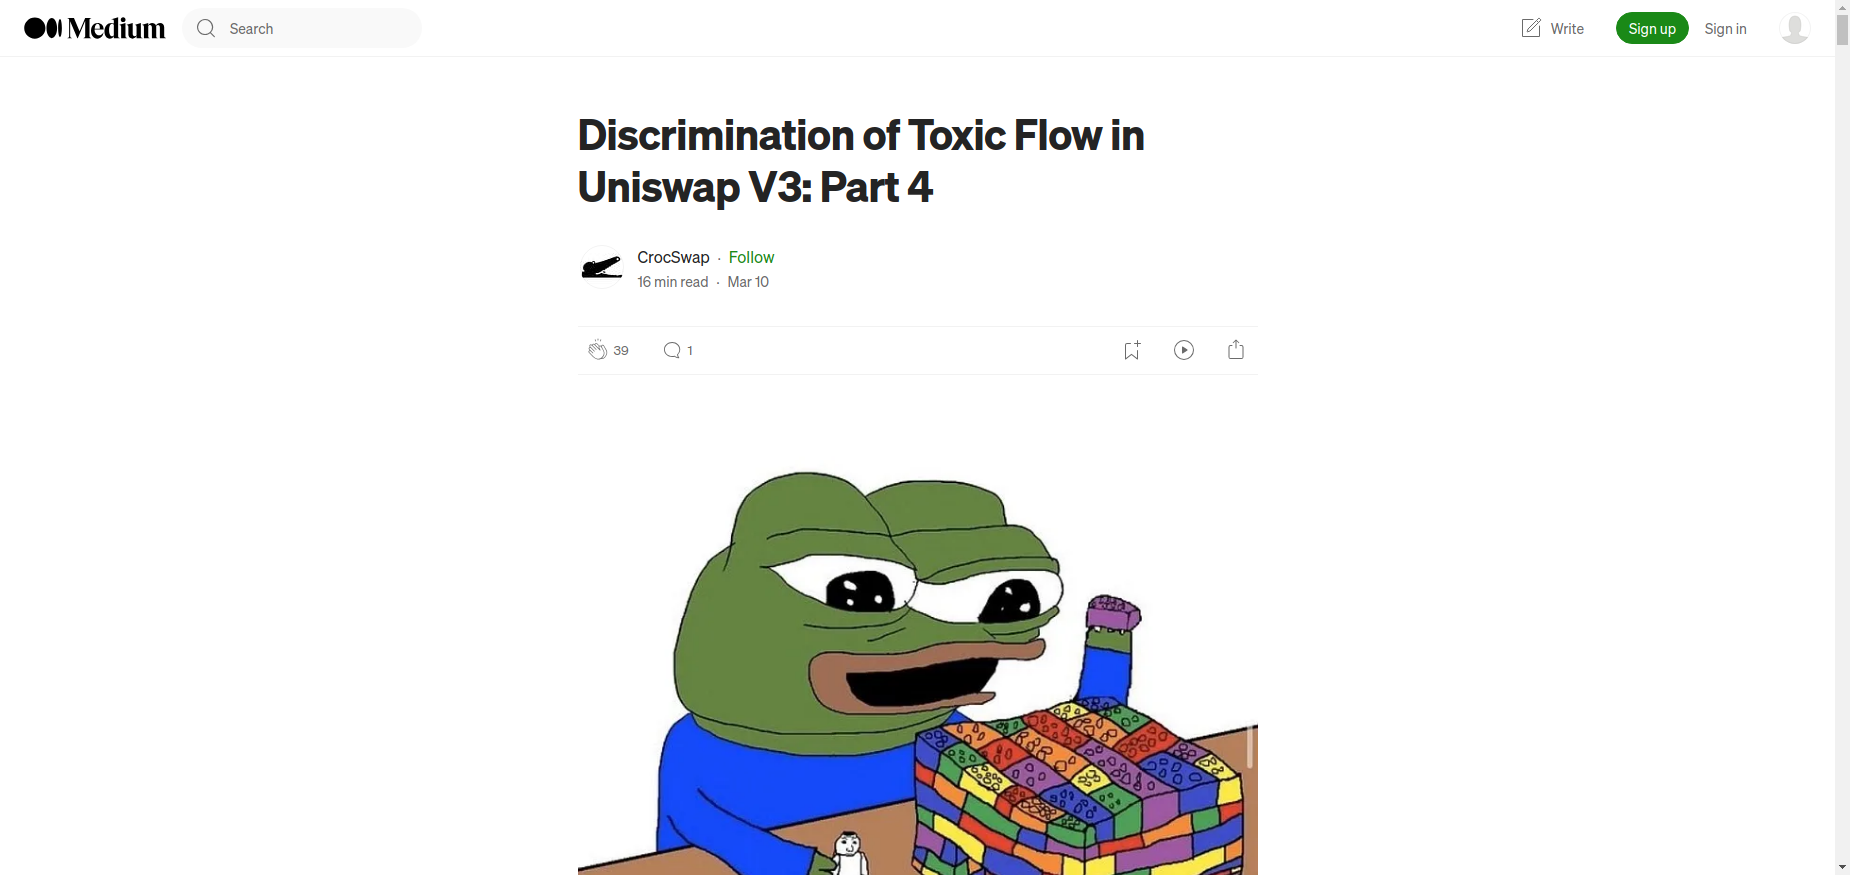 Medium
Search
Write
Sign up
Sign in
Discrimination of Toxic Flow in
Uniswap V3: Part 4
CrocSwap · Follow
16 min read · Mar 10
39
1